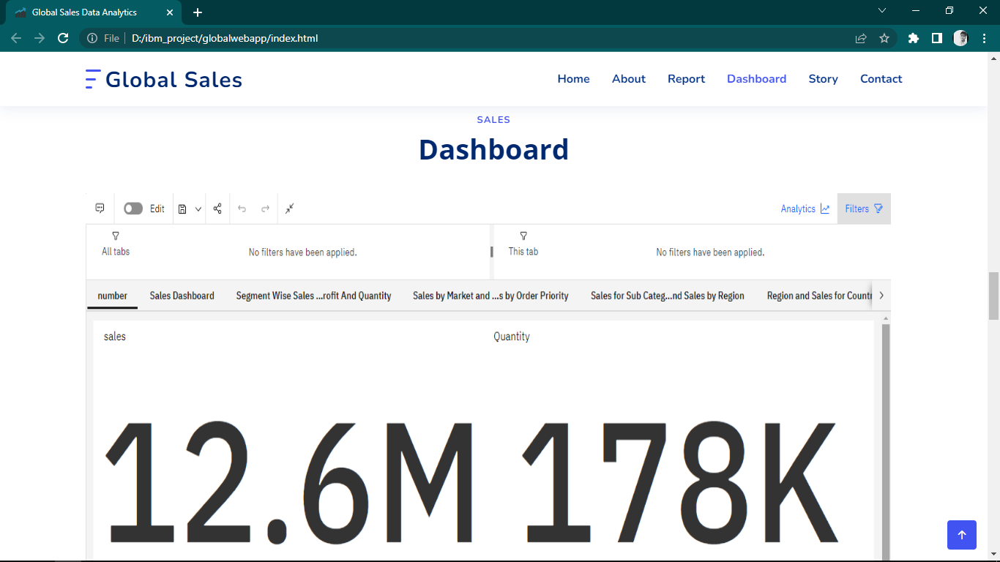 Global Sales Data Analytics
File D:/ibm_project/globalwebapp/index.html
Global Sales Home About Report Dashboard Story Contact
SALES
Dashboard
Edit Analytics Filters
All tabs No filters have been applied. This tab No filters have been applied.
number Sales Dashboard Segment Wise Sales ...rofit And Quantity Sales by Market and ...s by Order Priority Sales for Sub Categ...nd Sales by Region Region and Sales for Countr
sales Quantity
12.6M 178K